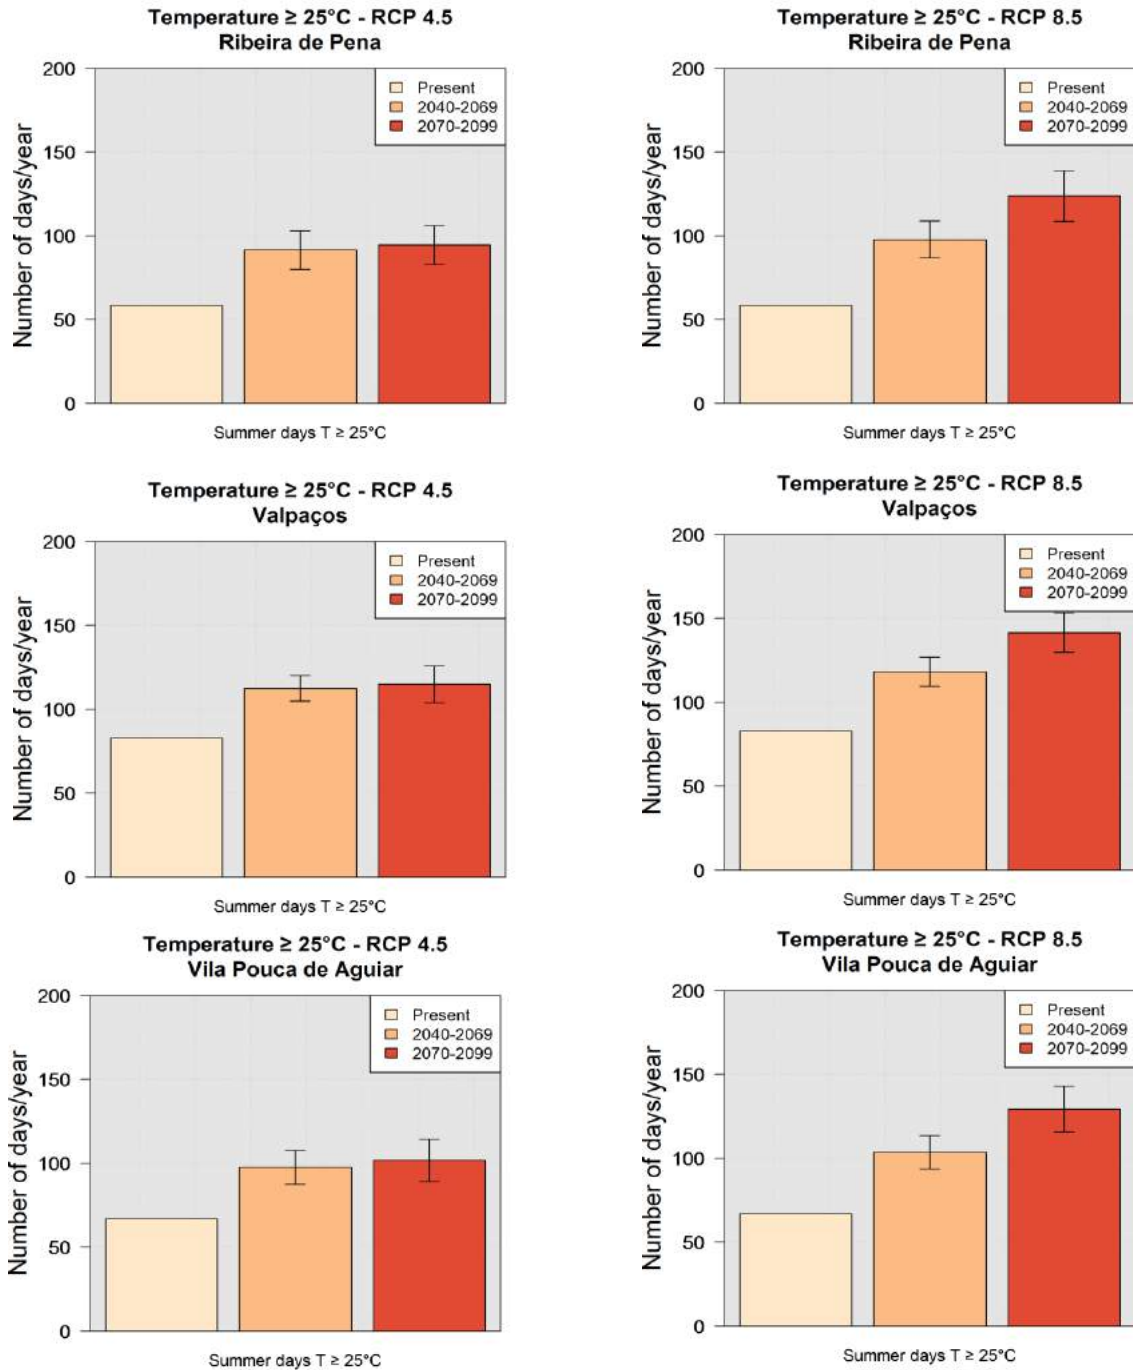 Temperature ≥ 25°C - RCP 4.5
Ribeira de Pena
200
150
100
50
0
Number of days/year
Present
2040-2069
2070-2099
Summer days T ≥ 25°C
Temperature ≥ 25°C - RCP 8.5
Ribeira de Pena
200
150
100
50
0
Number of days/year
Present
2040-2069
2070-2099
Summer days T ≥ 25°C
Temperature ≥ 25°C - RCP 4.5
Valpaços
200
150
100
50
0
Number of days/year
Present
2040-2069
2070-2099
Summer days T ≥ 25°C
Temperature ≥ 25°C - RCP 8.5
Valpaços
200
150
100
50
0
Number of days/year
Present
2040-2069
2070-2099
Summer days T ≥ 25°C
Temperature ≥ 25°C - RCP 4.5
Vila Pouca de Aguiar
200
150
100
50
0
Number of days/year
Present
2040-2069
2070-2099
Summer days T ≥ 25°C
Temperature ≥ 25°C - RCP 8.5
Vila Pouca de Aguiar
200
150
100
50
0
Number of days/year
Present
2040-2069
2070-2099
Summer days T ≥ 25°C